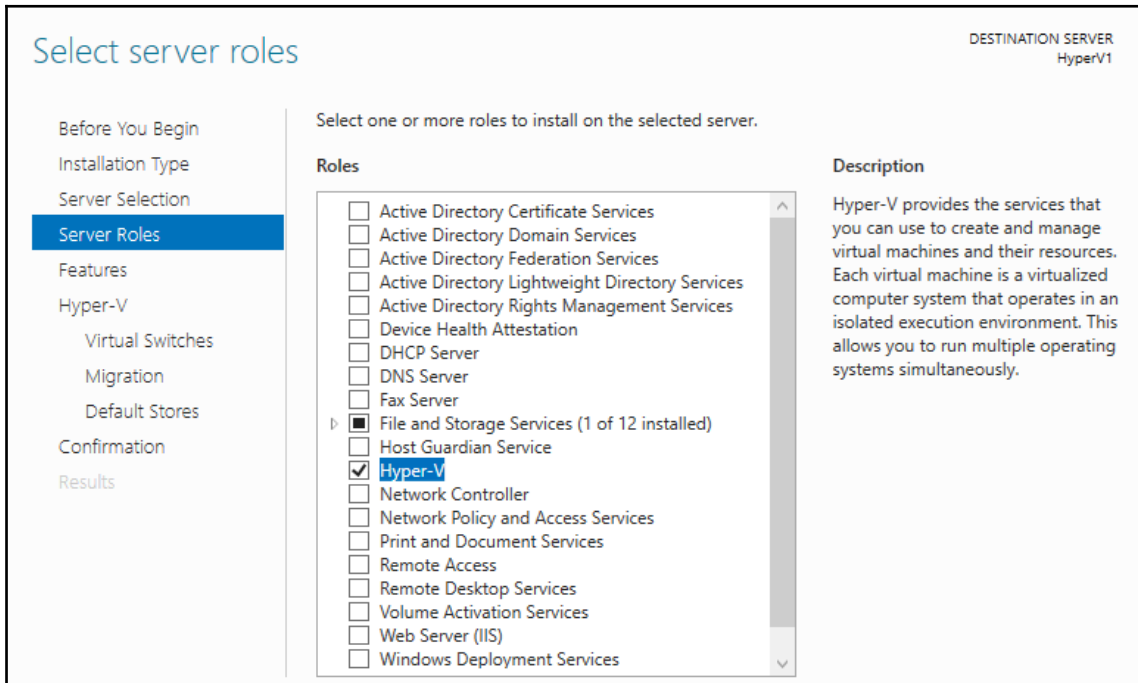 Select server roles
DESTINATION SERVER
HyperV1
Before You Begin
Installation Type
Server Selection
Server Roles
Features
Hyper-V
Virtual Switches
Migration
Default Stores
Confirmation
Results
Select one or more roles to install on the selected server.
Roles
Active Directory Certificate Services
Active Directory Domain Services
Active Directory Federation Services
Active Directory Lightweight Directory Services
Active Directory Rights Management Services
Device Health Attestation
DHCP Server
DNS Server
Fax Server
File and Storage Services (1 of 12 installed)
Host Guardian Service
Hyper-V
Network Controller
Network Policy and Access Services
Print and Document Services
Remote Access
Remote Desktop Services
Volume Activation Services
Web Server (IIS)
Windows Deployment Services
Description
Hyper-V provides the services that
you can use to create and manage
virtual machines and their resources.
Each virtual machine is a virtualized
computer system that operates in an
isolated execution environment. This
allows you to run multiple operating
systems simultaneously.